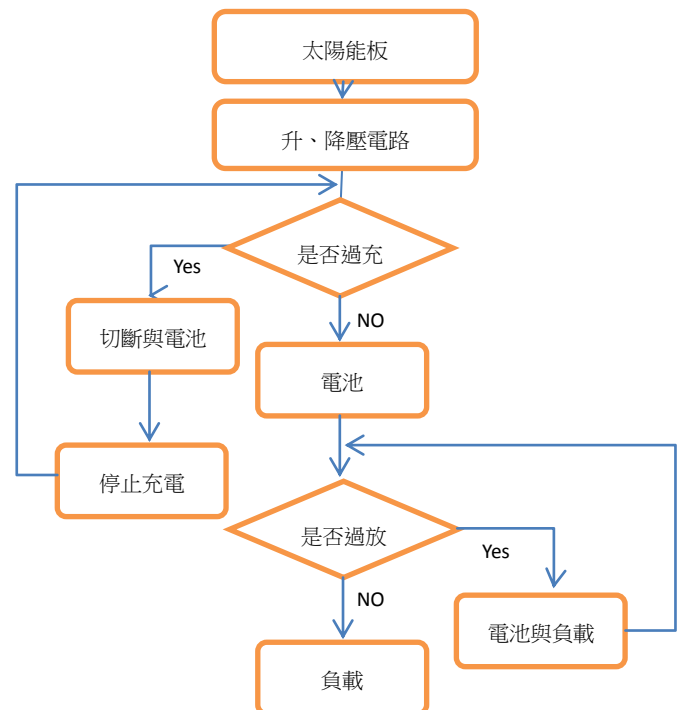 太陽能板
升、降壓電路
是否過充
Yes
NO
切斷與電池
電池
停止充電
是否過放
Yes
NO
電池與負載
負載